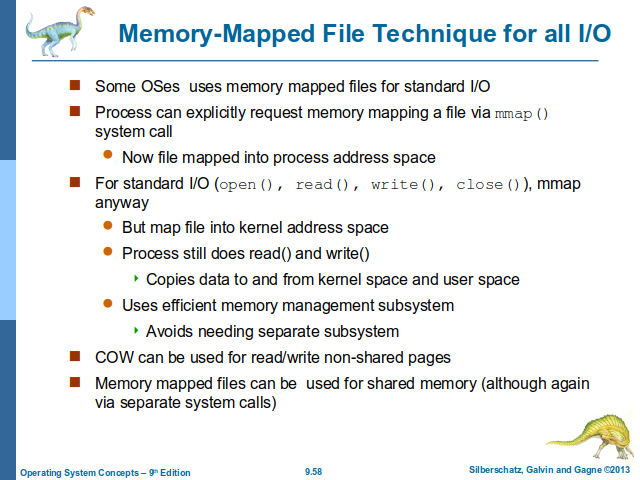 Memory-Mapped File Technique for all I/O
Some OSes uses memory mapped files for standard I/O
Process can explicitly request memory mapping a file via mmap()
system call
Now file mapped into process address space
For standard I/O (open(), read(), write(), close()), mmap
anyway
But map file into kernel address space
Process still does read() and write()
Copies data to and from kernel space and user space
Uses efficient memory management subsystem
Avoids needing separate subsystem
COW can be used for read/write non-shared pages
Memory mapped files can be used for shared memory (although again
via separate system calls)
Operating System Concepts – 9th Edition
9.58
Silberschatz, Galvin and Gagne ©2013